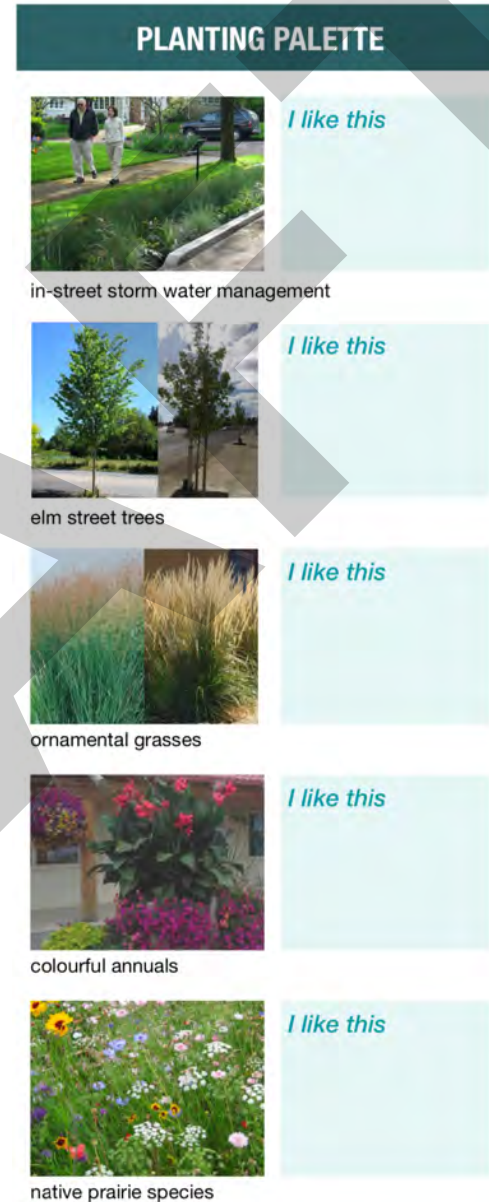 PLANTING PALETTE
I like this
in-street storm water management
I like this
elm street trees
I like this
ornamental grasses
I like this
colourful annuals
I like this
native prairie species